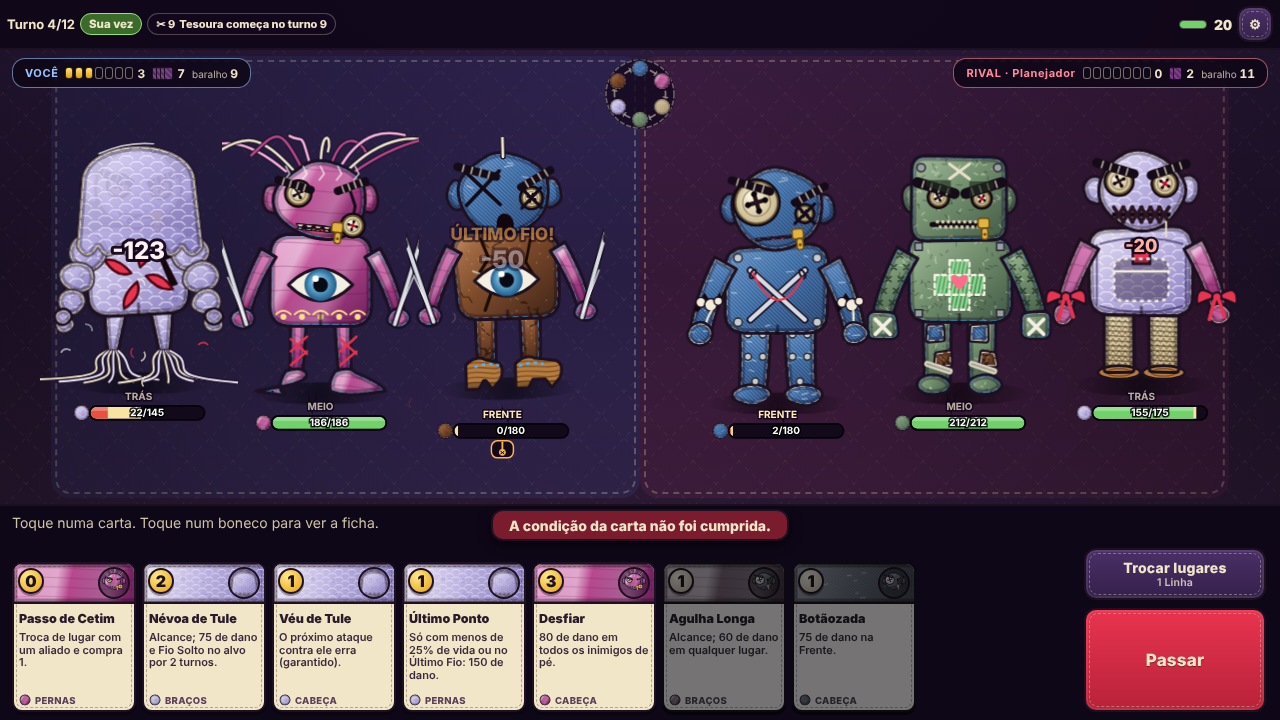 Turno 4/12
Sua vez
✂ 9 Tesoura começa no turno 9
20
VOCÊ 3 7 baralho 9
RIVAL · Planejador 0 2 baralho 11
-123
ÚLTIMO FIO!
-50
-20
TRÁS
22/145
MEIO
186/186
FRENTE
0/180
FRENTE
2/180
MEIO
212/212
TRÁS
155/175
Toque numa carta. Toque num boneco para ver a ficha.
A condição da carta não foi cumprida.
0
Passo de Cetim
Troca de lugar com
um aliado e compra
1.
PERNAS
2
Névoa de Tule
Alcance; 75 de dano
e Fio Solto no alvo
por 2 turnos.
BRAÇOS
1
Véu de Tule
O próximo ataque
contra ele erra
(garantido).
CABEÇA
1
Último Ponto
Só com menos de
25% de vida ou no
Último Fio: 150 de
dano.
PERNAS
3
Desfiar
80 de dano em
todos os inimigos de
pé.
CABEÇA
1
Agulha Longa
Alcance; 60 de dano
em qualquer lugar.
BRAÇOS
1
Botãozada
75 de dano na
Frente.
CABEÇA
Trocar lugares
1 Linha
Passar